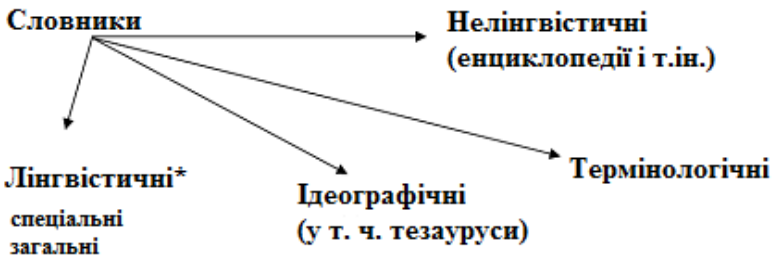 Словники
Нелінгвістичні
(енциклопедії і т.ін.)
Лінгвістичні*
спеціальні
загальні
Ідеографічні
(у т. ч. тезауруси)
Термінологічні